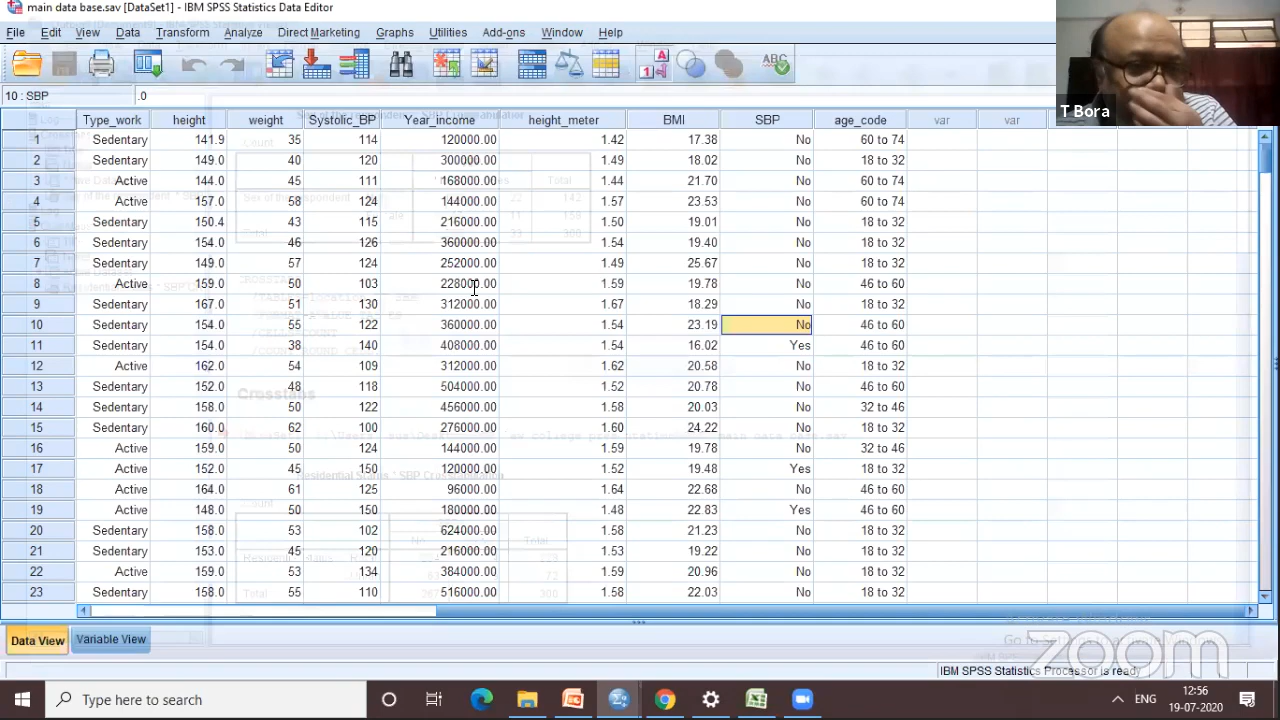 main data base.sav [DataSet1] - IBM SPSS Statistics Data Editor
File Edit View Data Transform Analyze Direct Marketing Graphs Utilities Add-ons Window Help
10 : SBP .0
Type_work height weight Systolic_BP Year_income height_meter BMI SBP age_code var var
1 Sedentary 141.9 35 114 120000.00 1.42 17.38 No 60 to 74
2 Sedentary 149.0 40 120 300000.00 1.49 18.02 No 18 to 32
3 Active 144.0 45 111 168000.00 1.44 21.70 No 60 to 74
4 Active 157.0 58 124 144000.00 1.57 23.53 No 60 to 74
5 Sedentary 150.4 43 115 216000.00 1.50 19.01 No 18 to 32
6 Sedentary 154.0 46 126 360000.00 1.54 19.40 No 18 to 32
7 Sedentary 149.0 57 124 252000.00 1.49 25.67 No 18 to 32
8 Active 159.0 50 103 228000.00 1.59 19.78 No 46 to 60
9 Sedentary 167.0 51 130 312000.00 1.67 18.29 No 18 to 32
10 Sedentary 154.0 55 122 360000.00 1.54 23.19 No 46 to 60
11 Sedentary 154.0 38 140 408000.00 1.54 16.02 Yes 46 to 60
12 Active 162.0 54 109 312000.00 1.62 20.58 No 18 to 32
13 Sedentary 152.0 48 118 504000.00 1.52 20.78 No 46 to 60
14 Sedentary 158.0 50 122 456000.00 1.58 20.03 No 32 to 46
15 Sedentary 160.0 62 100 276000.00 1.60 24.22 No 18 to 32
16 Active 159.0 50 124 144000.00 1.59 19.78 No 32 to 46
17 Active 152.0 45 150 120000.00 1.52 19.48 Yes 18 to 32
18 Active 164.0 61 125 96000.00 1.64 22.68 No 46 to 60
19 Active 148.0 50 150 180000.00 1.48 22.83 Yes 46 to 60
20 Sedentary 158.0 53 102 624000.00 1.58 21.23 No 18 to 32
21 Sedentary 153.0 45 120 216000.00 1.53 19.22 No 18 to 32
22 Active 159.0 53 134 384000.00 1.59 20.96 No 18 to 32
23 Sedentary 158.0 55 110 516000.00 1.58 22.03 No 18 to 32
Data View Variable View
IBM SPSS Statistics Processor is ready
T Bora
zoom
Type here to search
ENG
12:56
19-07-2020